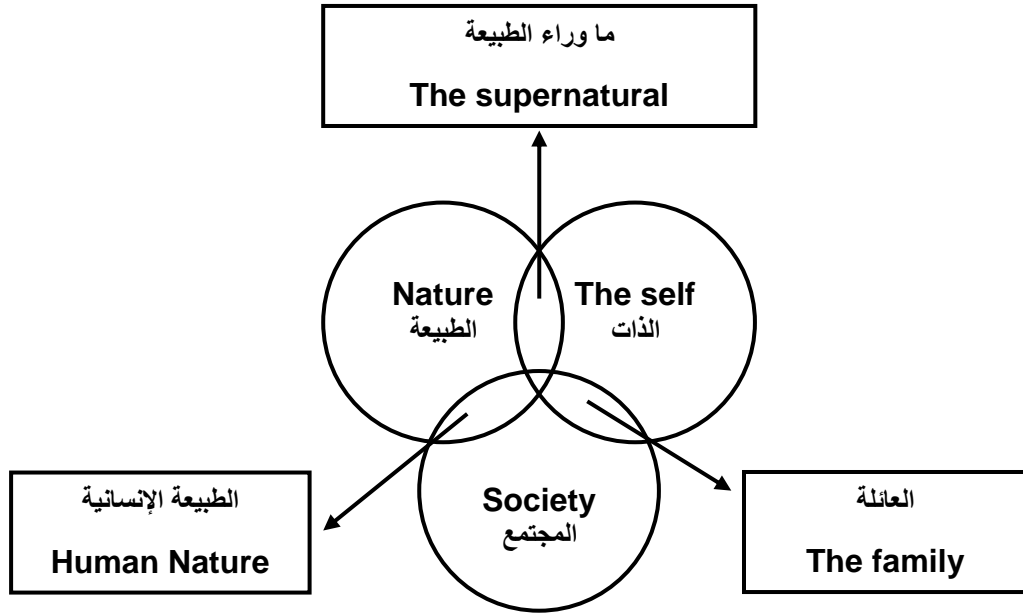 ما وراء الطبيعة
The supernatural
Nature
الطبيعة
The self
الذات
Society
المجتمع
الطبيعة الإنسانية
Human Nature
العائلة
The family